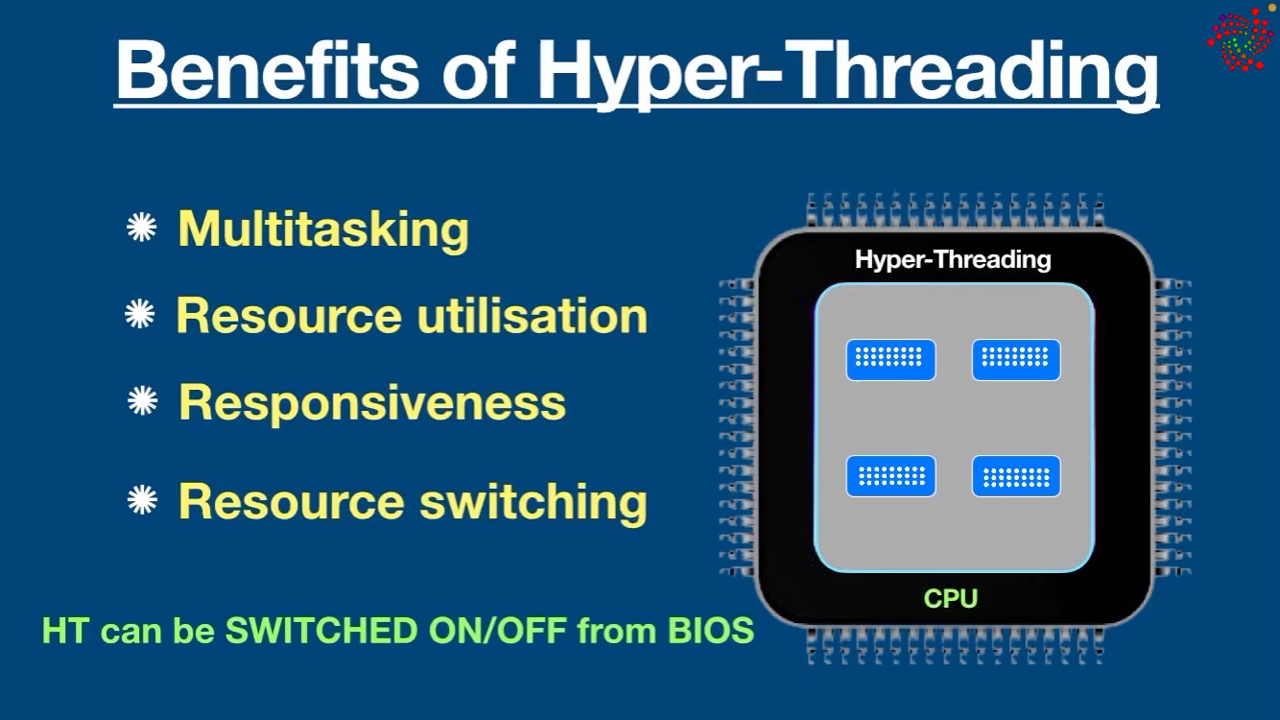 Benefits of Hyper-Threading
Multitasking
Resource utilisation
Responsiveness
Resource switching
HT can be SWITCHED ON/OFF from BIOS
Hyper-Threading
CPU